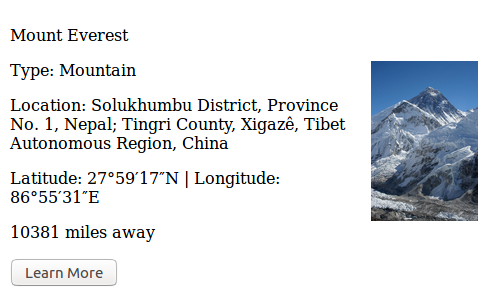 Mount Everest
Type: Mountain
Location: Solukhumbu District, Province
No. 1, Nepal; Tingri County, Xigazê, Tibet
Autonomous Region, China
Latitude: 27°59′17″N | Longitude:
86°55′31″E
10381 miles away
Learn More